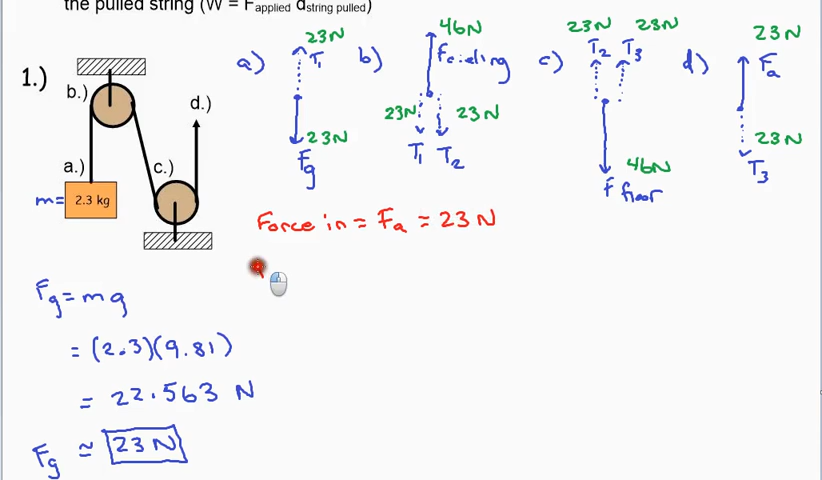 the pulled string (W = Fapplied dstring pulled)
1.)
b.)
d.)
a.)
c.)
m= 2.3 kg
a) 23N T1 23N Fg
b) 46N Fcieling 23N 23N T1 T2
c) 23N 23N T2 T3 46N F floor
d) 23N Fa 23N T3
Force in = Fa = 23 N
Fg = mg
= (2.3)(9.81)
= 22.563 N
Fg ≃ 23 N